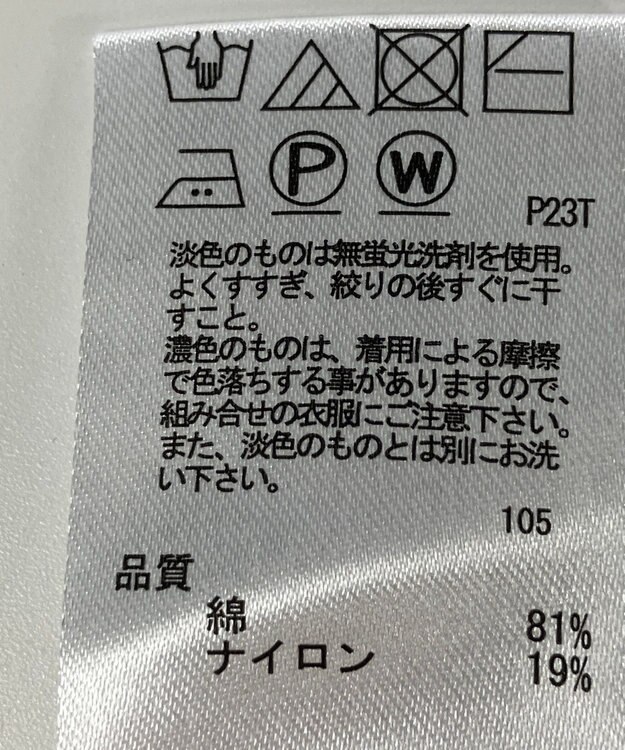 P W
P23T
淡色のものは無蛍光洗剤を使用。
よくすすぎ、絞りの後すぐに干
すこと。
濃色のものは、着用による摩擦
で色落ちする事がありますので、
組み合せの衣服にご注意下さい。
また、淡色のものとは別にお洗
い下さい。
105
品質
綿 81%
ナイロン 19%